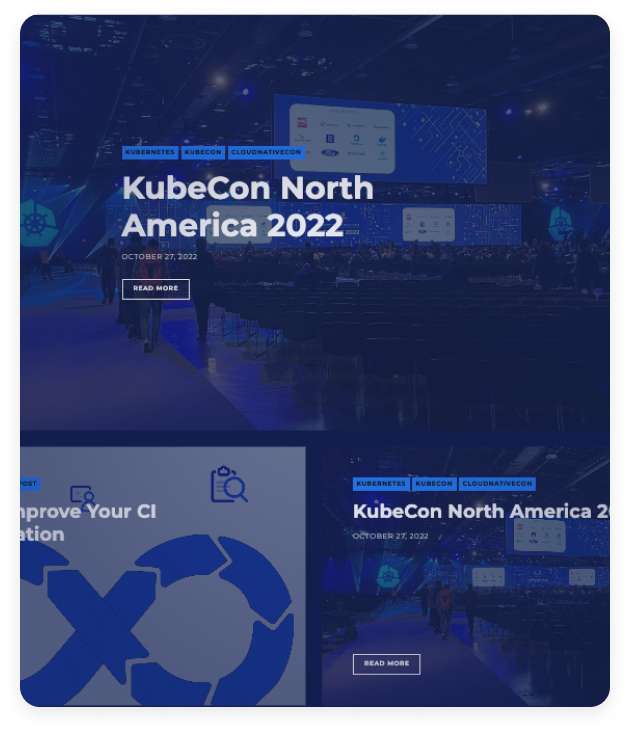 KUBERNETES KUBECON CLOUDNATIVECON
KubeCon North
America 2022
OCTOBER 27, 2022
READ MORE
POST
mprove Your CI
ation
KUBERNETES KUBECON CLOUDNATIVECON
KubeCon North America 20
OCTOBER 27, 2022
READ MORE